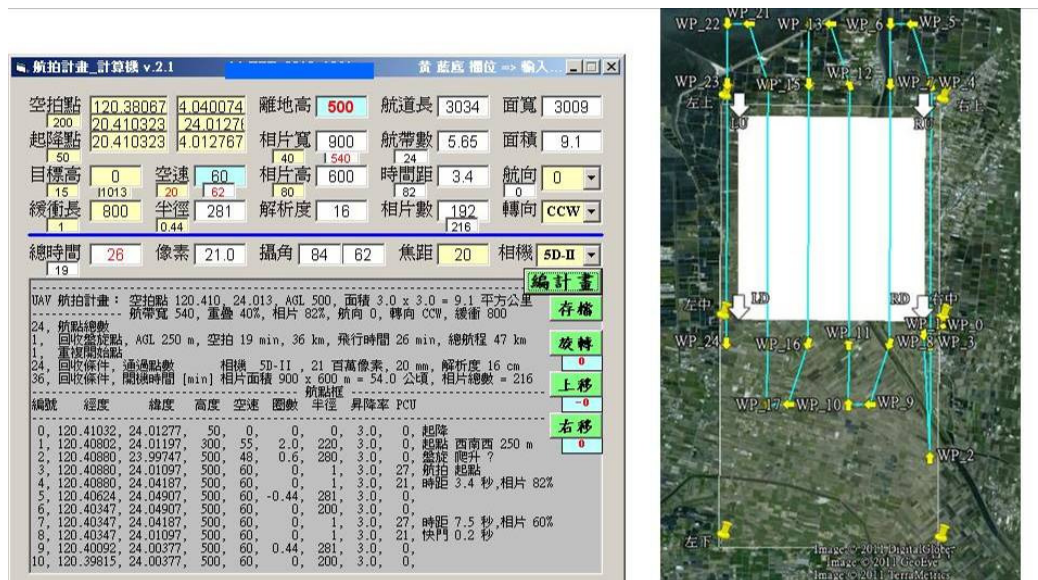 航拍計畫_計算機 v.2.1
黃 藍底 欄位 => 輸入...
空拍點 120.38067 4.040074 離地高 500 航道長 3034 面寬 3009
200 20.410323
起降點 20.410323 4.012767 相片寬 900 航帶數 5.65 面積 9.1
50 40 540 24
目標高 0 空速 60 相片高 600 時間距 3.4 航向 0
15 1013 20 62 80 82 0
緩衝長 800 半徑 281 解析度 16 相片數 192 轉向 CCW
1 0.44 216
總時間 26 像素 21.0 攝角 84 62 焦距 20 相機 5D-II
19
編計畫
存檔
旋轉
0
上移
-0
右移
0
UAV 航拍計畫: 空拍點 120.410, 24.013, AGL 500, 面積 3.0 x 3.0 = 9.1 平方公里
航帶寬 540, 重疊 40%, 相片 82%, 航向 0, 轉向 CCW, 緩衝 800
24, 航點總數
1, 回收盤旋點, AGL 250 m, 空拍 19 min, 36 km, 飛行時間 26 min, 總航程 47 km
1, 重複開始點
24, 回收條件, 通過點數 相機 5D-II , 21 百萬像素, 20 mm, 解析度 16 cm
36, 回收條件, 開機時間 [min] 相片面積 900 x 600 m = 54.0 公頃, 相片總數 = 216
航點框
編號 經度 緯度 高度 空速 圈數 半徑 昇降率 PCU
0, 120.41032, 24.01277, 50, 0, 0, 0, 3.0, 0, 起降
1, 120.40802, 24.01197, 300, 55, 2.0, 220, 3.0, 0, 起點 西南西 250 m
2, 120.40880, 23.99747, 500, 48, 0.6, 280, 3.0, 0, 盤旋 爬升 ?
3, 120.40880, 24.01097, 500, 60, 0, 1, 3.0, 27, 航拍 起點
4, 120.40880, 24.04187, 500, 60, 0, 1, 3.0, 21, 時距 3.4 秒,相片 82%
5, 120.40624, 24.04907, 500, 60, -0.44, 281, 3.0, 0,
6, 120.40347, 24.04907, 500, 60, 0, 200, 3.0, 0,
7, 120.40347, 24.04187, 500, 60, 0, 1, 3.0, 27, 時距 7.5 秒,相片 60%
8, 120.40347, 24.01097, 500, 60, 0, 1, 3.0, 21, 快門 0.2 秒
9, 120.40092, 24.00377, 500, 60, 0.44, 281, 3.0, 0,
10, 120.39815, 24.00377, 500, 60, 0, 200, 3.0, 0,
WP_21
WP_22 WP_13 WP_6 WP_5
WP_12
WP_23 WP_15 WP_4
左上 右上
LU RU
左中 LD RD 右中
WP_1 WP_0
WP_24 WP_16 WP_11 WP_8 WP_3
WP_17 WP_10 WP_9
WP_2
左下
Image © 2011 DigitalGlobe
Image © 2011 GeoEye
Image © 2011 TerraMetrics